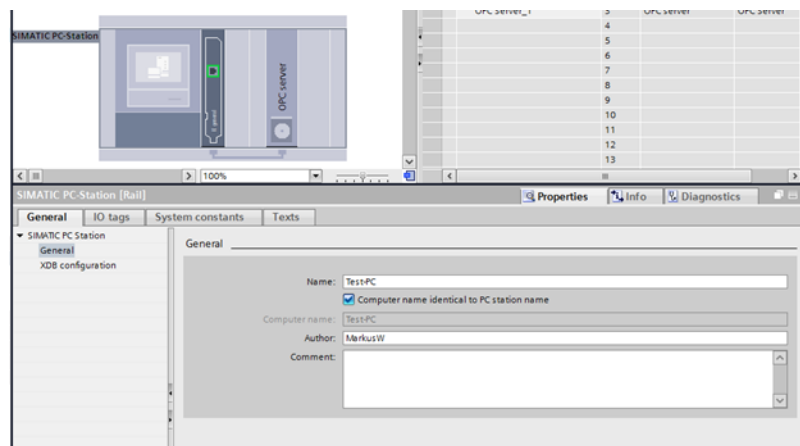 OPC server_1 3 OPC server OPC server
SIMATIC PC-Station
4
5
6
7
8
9
10
11
12
13
OPC server
100%
SIMATIC PC-Station [Rail]
Properties Info Diagnostics
General IO tags System constants Texts
SIMATIC PC Station
General
XDB configuration
General
Name: Test-PC
Computer name identical to PC station name
Computer name: Test-PC
Author: MarkusW
Comment: